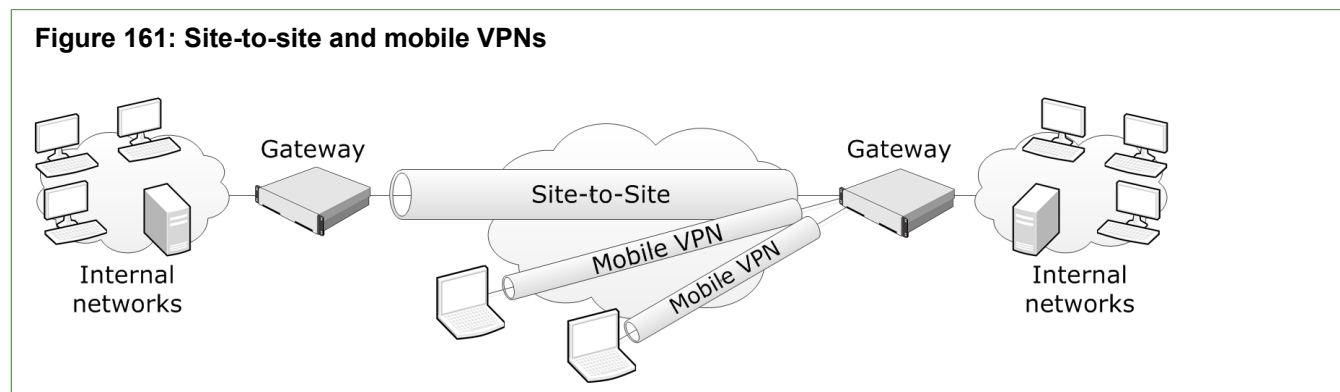 Figure 161: Site-to-site and mobile VPNs
Gateway
Gateway
Site-to-Site
Mobile VPN
Mobile VPN
Internal
networks
Internal
networks